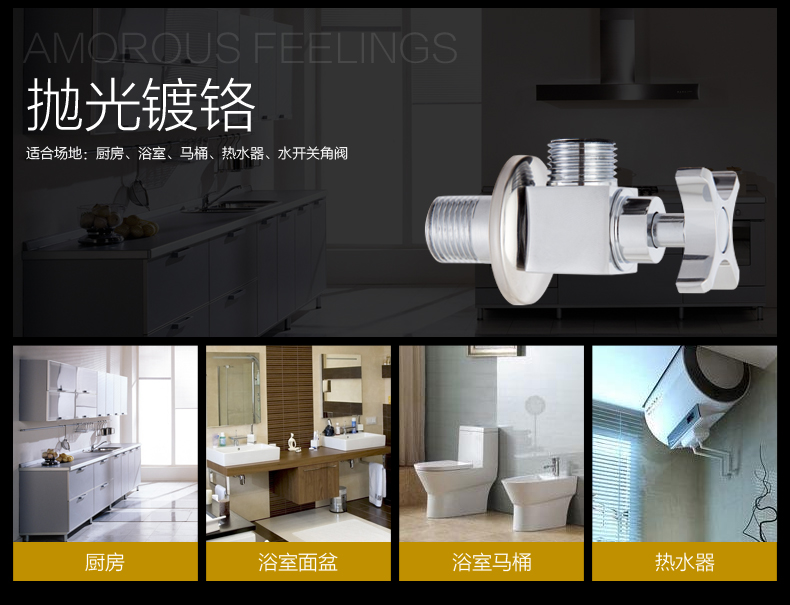 AMOROUS FEELINGS
抛光镀铬
适合场地：厨房、浴室、马桶、热水器、水开关角阀
厨房
浴室面盆
浴室马桶
热水器